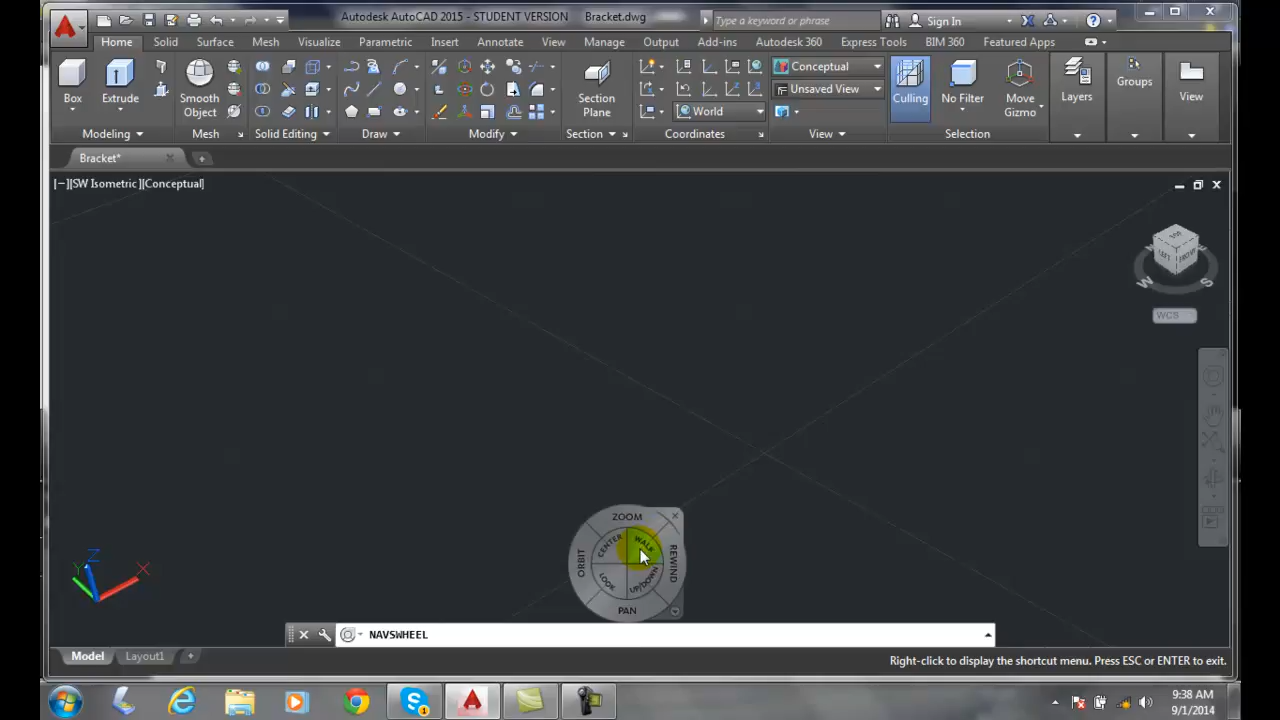 Autodesk AutoCAD 2015 - STUDENT VERSION Bracket.dwg Type a keyword or phrase Sign In
Home Solid Surface Mesh Visualize Parametric Insert Annotate View Manage Output Add-ins Autodesk 360 Express Tools BIM 360 Featured Apps
Conceptual
Unsaved View
World
Box Extrude Smooth Object Section Plane Culling No Filter Move Gizmo Layers Groups View
Modeling Mesh Solid Editing Draw Modify Section Coordinates View Selection
Bracket*
[−][SW Isometric][Conceptual]
TOP
LEFT FRONT
W S
WCS
ZOOM
CENTER WALK
ORBIT REWIND
LOOK UP/DOWN
PAN
Z
Y X
NAVSWHEEL
Model Layout1 +
Right-click to display the shortcut menu. Press ESC or ENTER to exit.
9:38 AM
9/1/2014